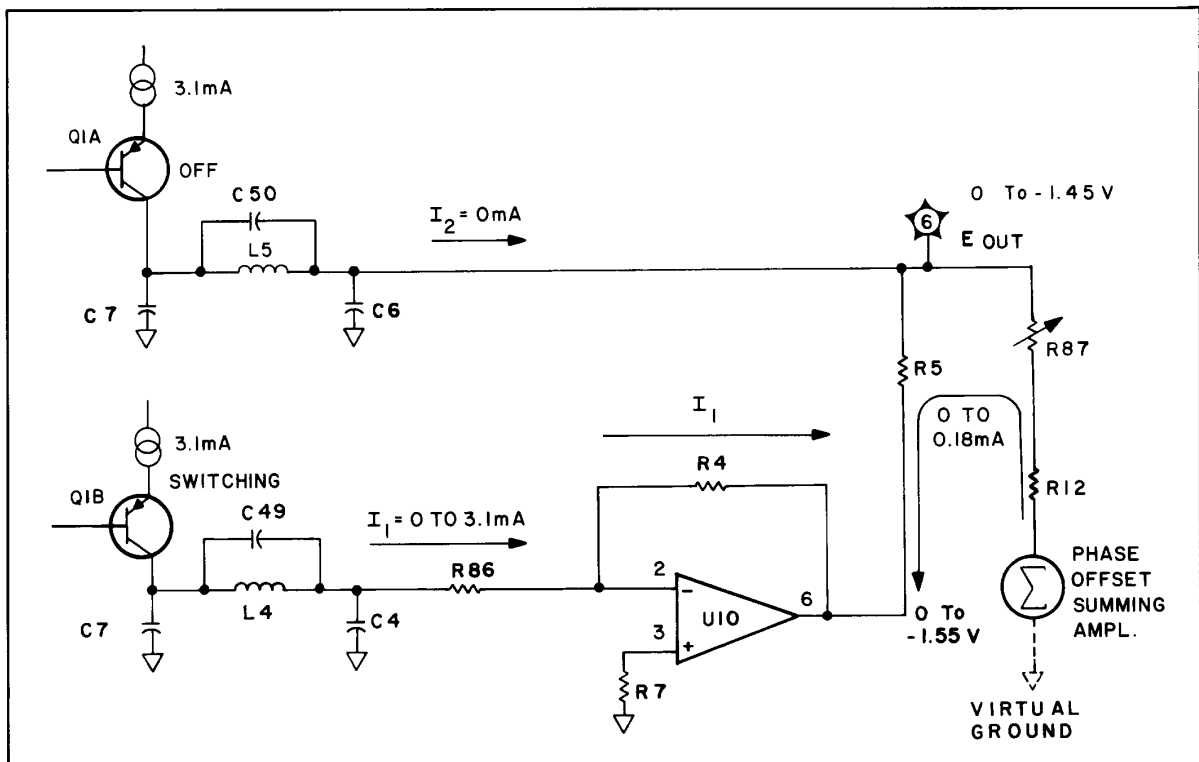 3.1mA
Q1A
OFF
C50
L5
I2 = 0mA
0 To -1.45V
6
E OUT
C7
C6
R87
R5
3.1mA
I1
0 TO
0.18mA
SWITCHING
R4
Q1B
C49
I1 = 0 TO 3.1mA
R12
R86
L4
2
-
6
PHASE
OFFSET
SUMMING
AMPL.
Σ
C7
C4
U10
0 To
-1.55V
3
+
R7
VIRTUAL
GROUND